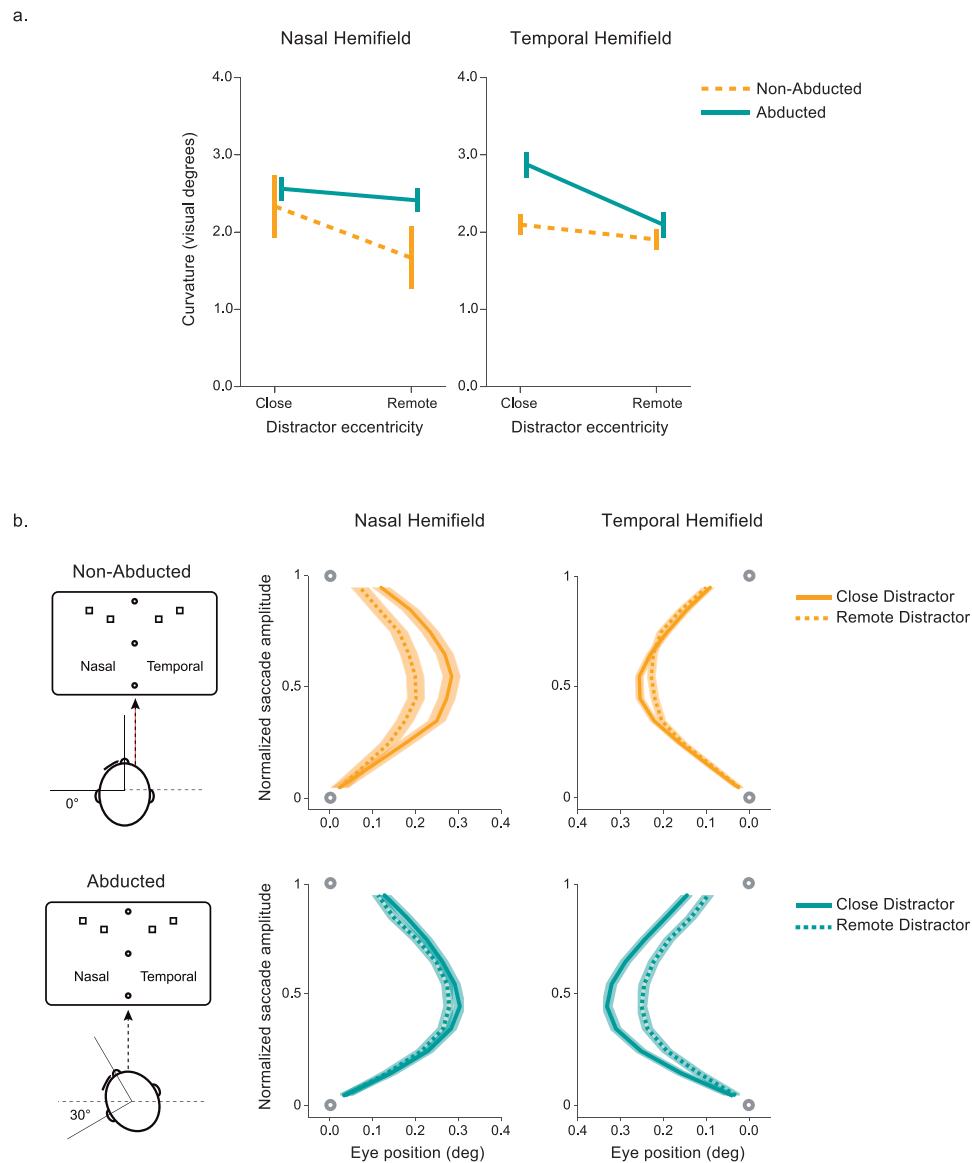 a.
Nasal Hemifield
Temporal Hemifield
Curvature (visual degrees)
4.0
3.0
2.0
1.0
0.0
Close
Remote
Distractor eccentricity
4.0
3.0
2.0
1.0
0.0
Close
Remote
Distractor eccentricity
Non-Abducted
Abducted
b.
Nasal Hemifield
Temporal Hemifield
Non-Abducted
Nasal
Temporal
0°
Normalized saccade amplitude
1
0.5
0
0.0
0.1
0.2
0.3
0.4
1
0.5
0
0.4
0.3
0.2
0.1
0.0
Close Distractor
Remote Distractor
Abducted
Nasal
Temporal
30°
Normalized saccade amplitude
1
0.5
0
0.0
0.1
0.2
0.3
0.4
Eye position (deg)
1
0.5
0
0.4
0.3
0.2
0.1
0.0
Eye position (deg)
Close Distractor
Remote Distractor